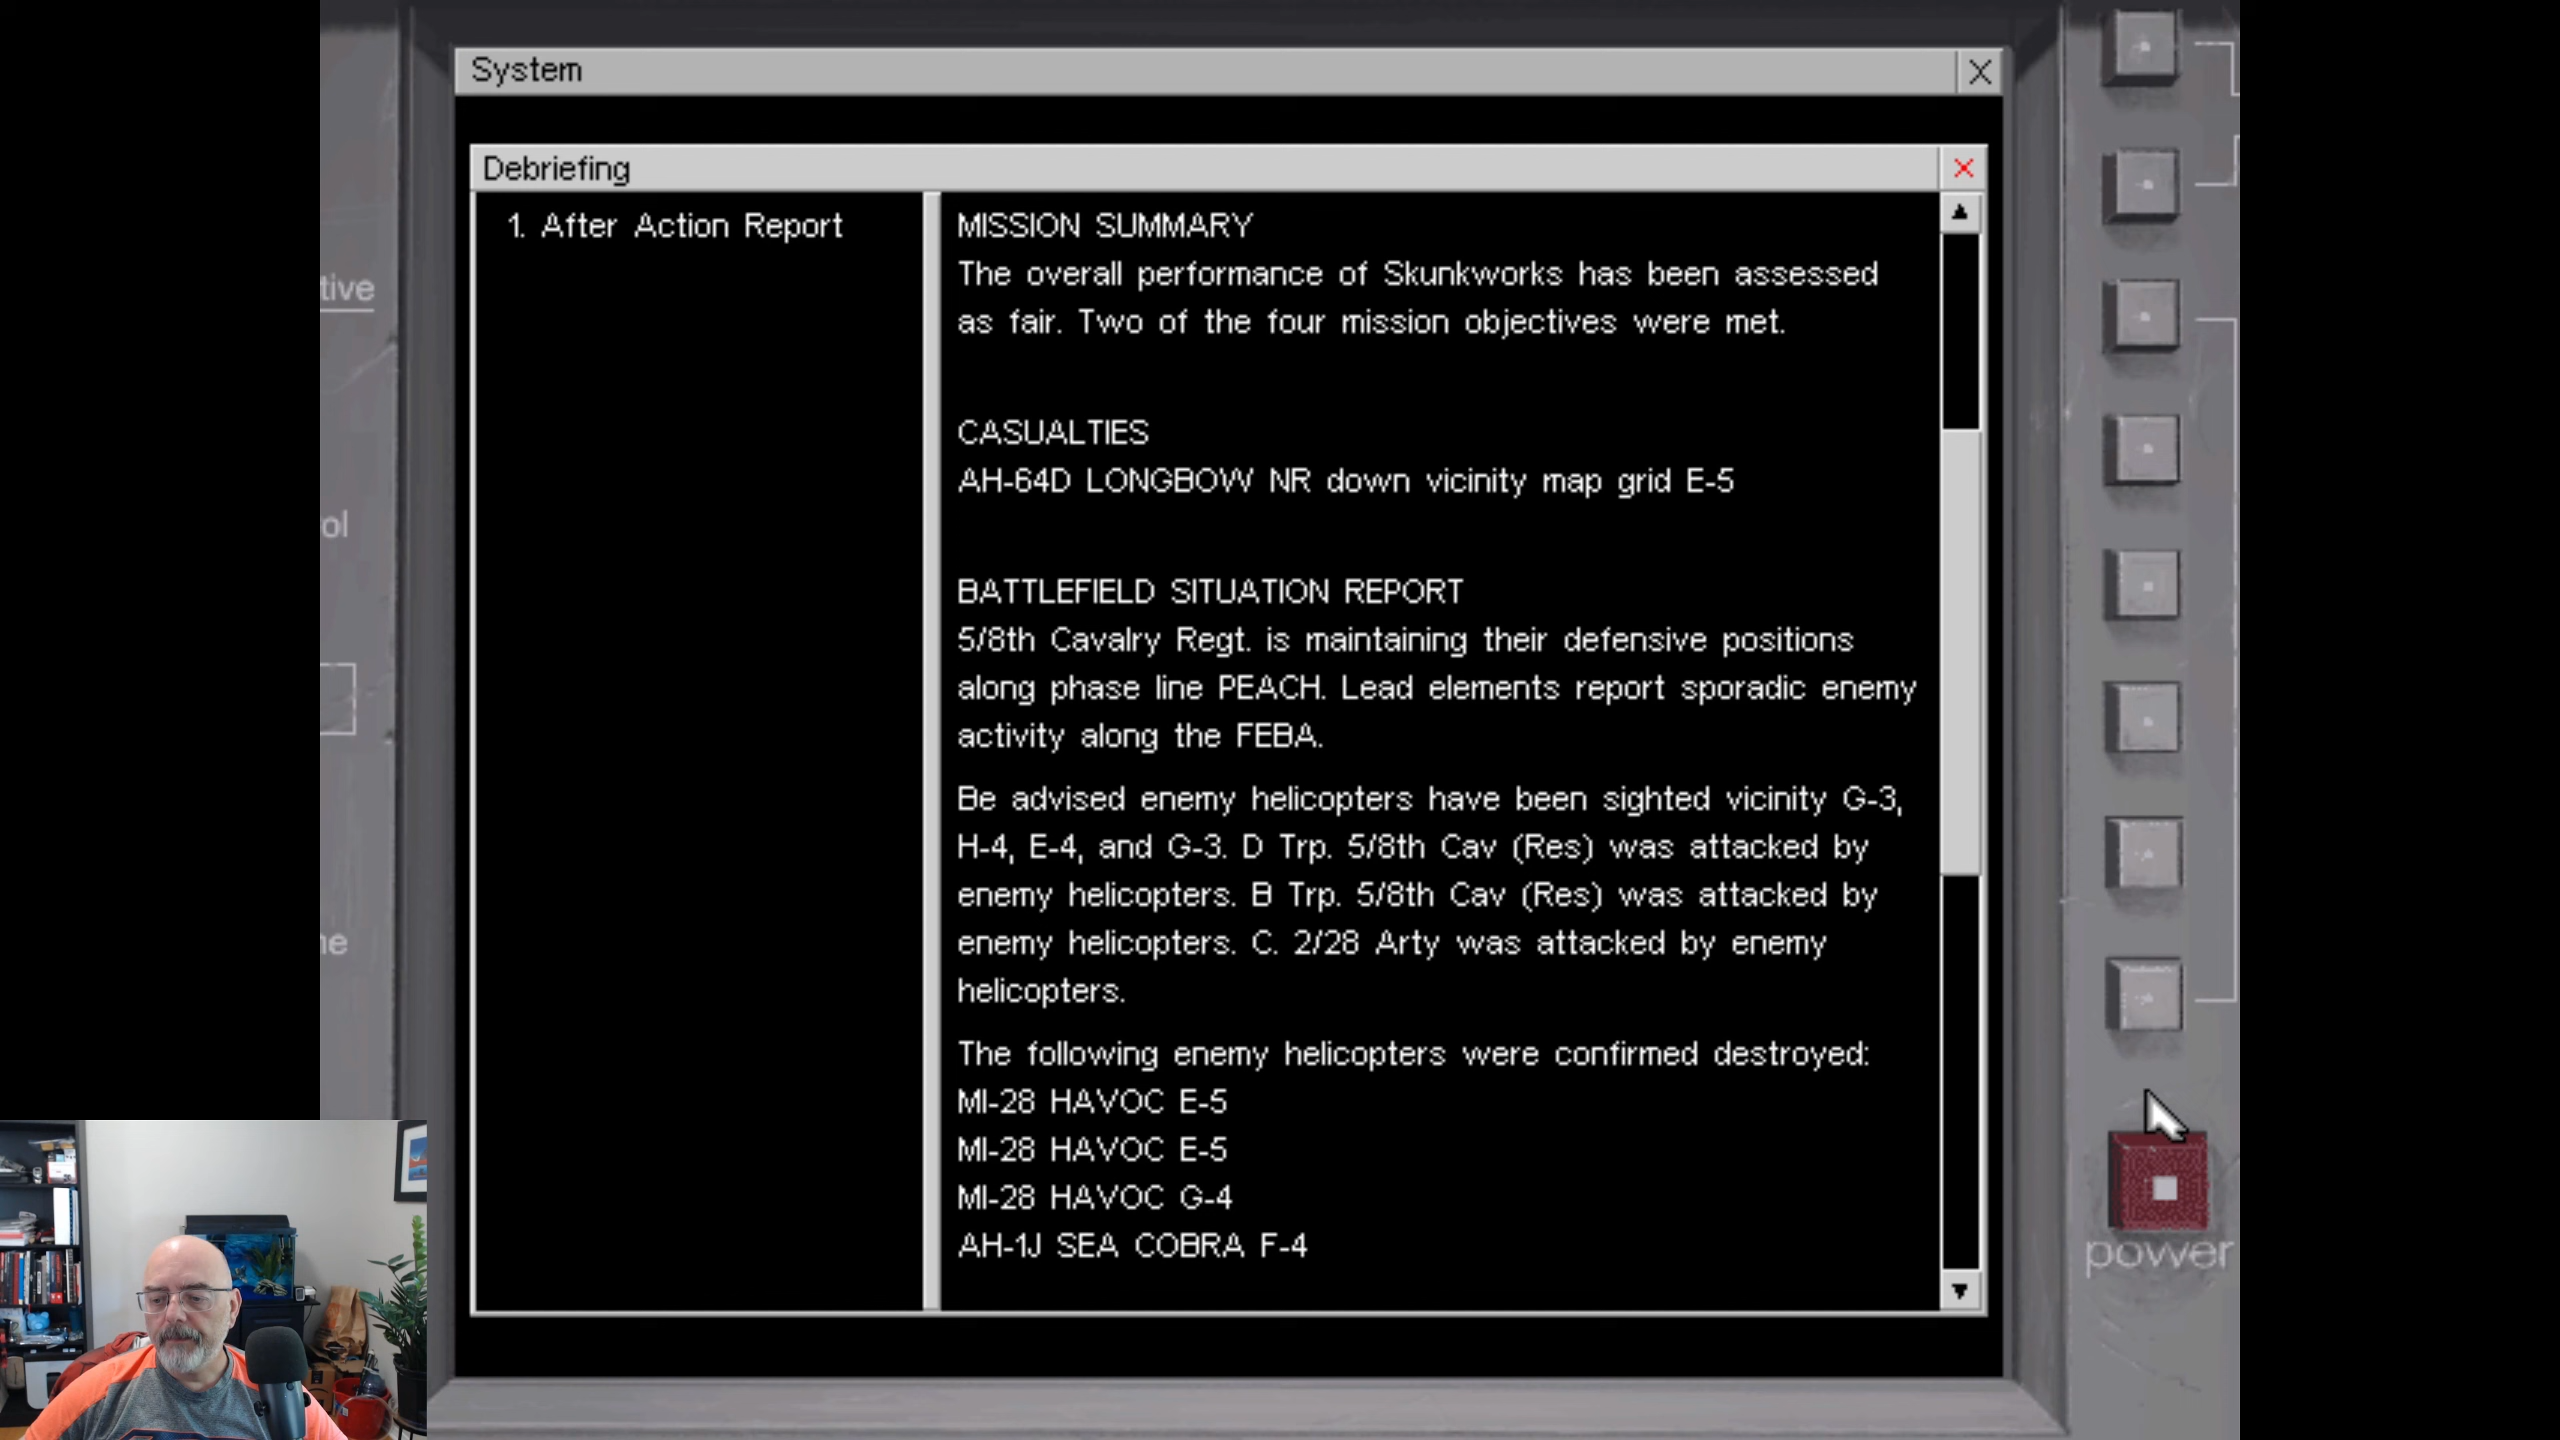 System
X
Debriefing
1. After Action Report
MISSION SUMMARY
The overall performance of Skunkworks has been assessed
as fair. Two of the four mission objectives were met.
CASUALTIES
AH-64D LONGBOW NR down vicinity map grid E-5
BATTLEFIELD SITUATION REPORT
5/8th Cavalry Regt. is maintaining their defensive positions
along phase line PEACH. Lead elements report sporadic enemy
activity along the FEBA.
Be advised enemy helicopters have been sighted vicinity G-3,
H-4, E-4, and G-3. D Trp. 5/8th Cav (Res) was attacked by
enemy helicopters. B Trp. 5/8th Cav (Res) was attacked by
enemy helicopters. C. 2/28 Arty was attacked by enemy
helicopters.
The following enemy helicopters were confirmed destroyed:
MI-28 HAVOC E-5
MI-28 HAVOC E-5
MI-28 HAVOC G-4
AH-1J SEA COBRA F-4
tive
ol
power